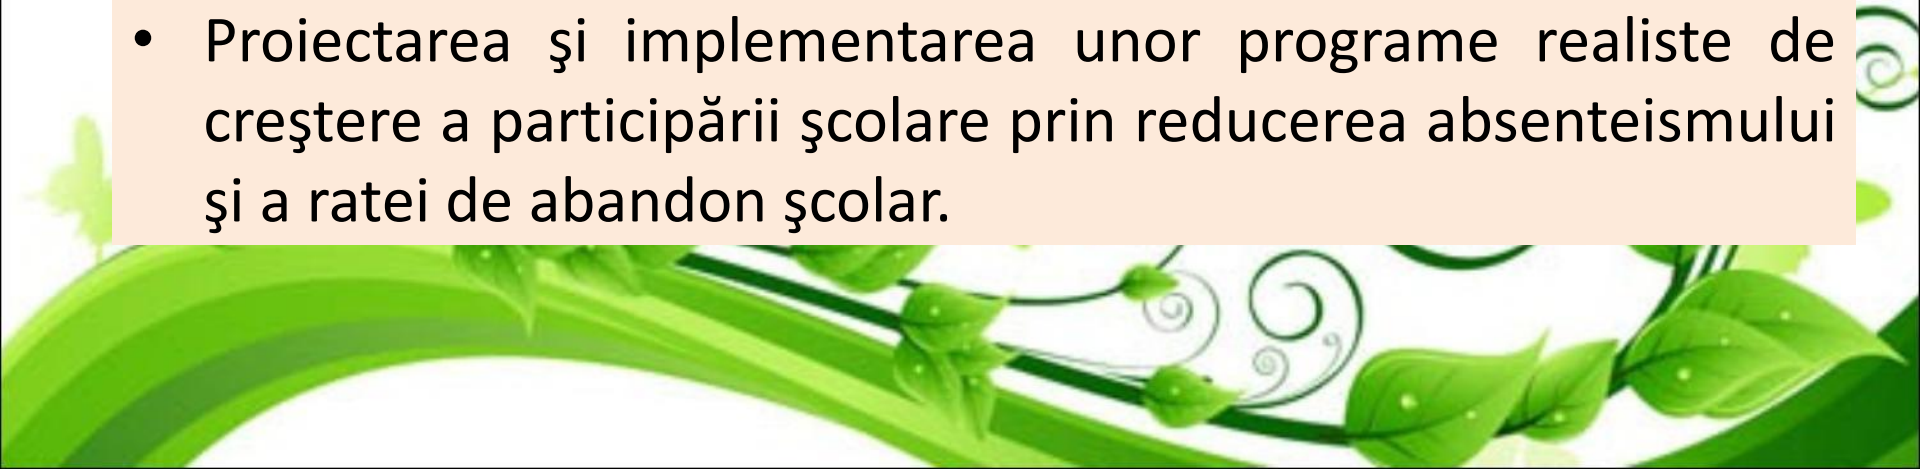 • Proiectarea şi implementarea unor programe realiste de
creştere a participării şcolare prin reducerea absenteismului
şi a ratei de abandon şcolar.